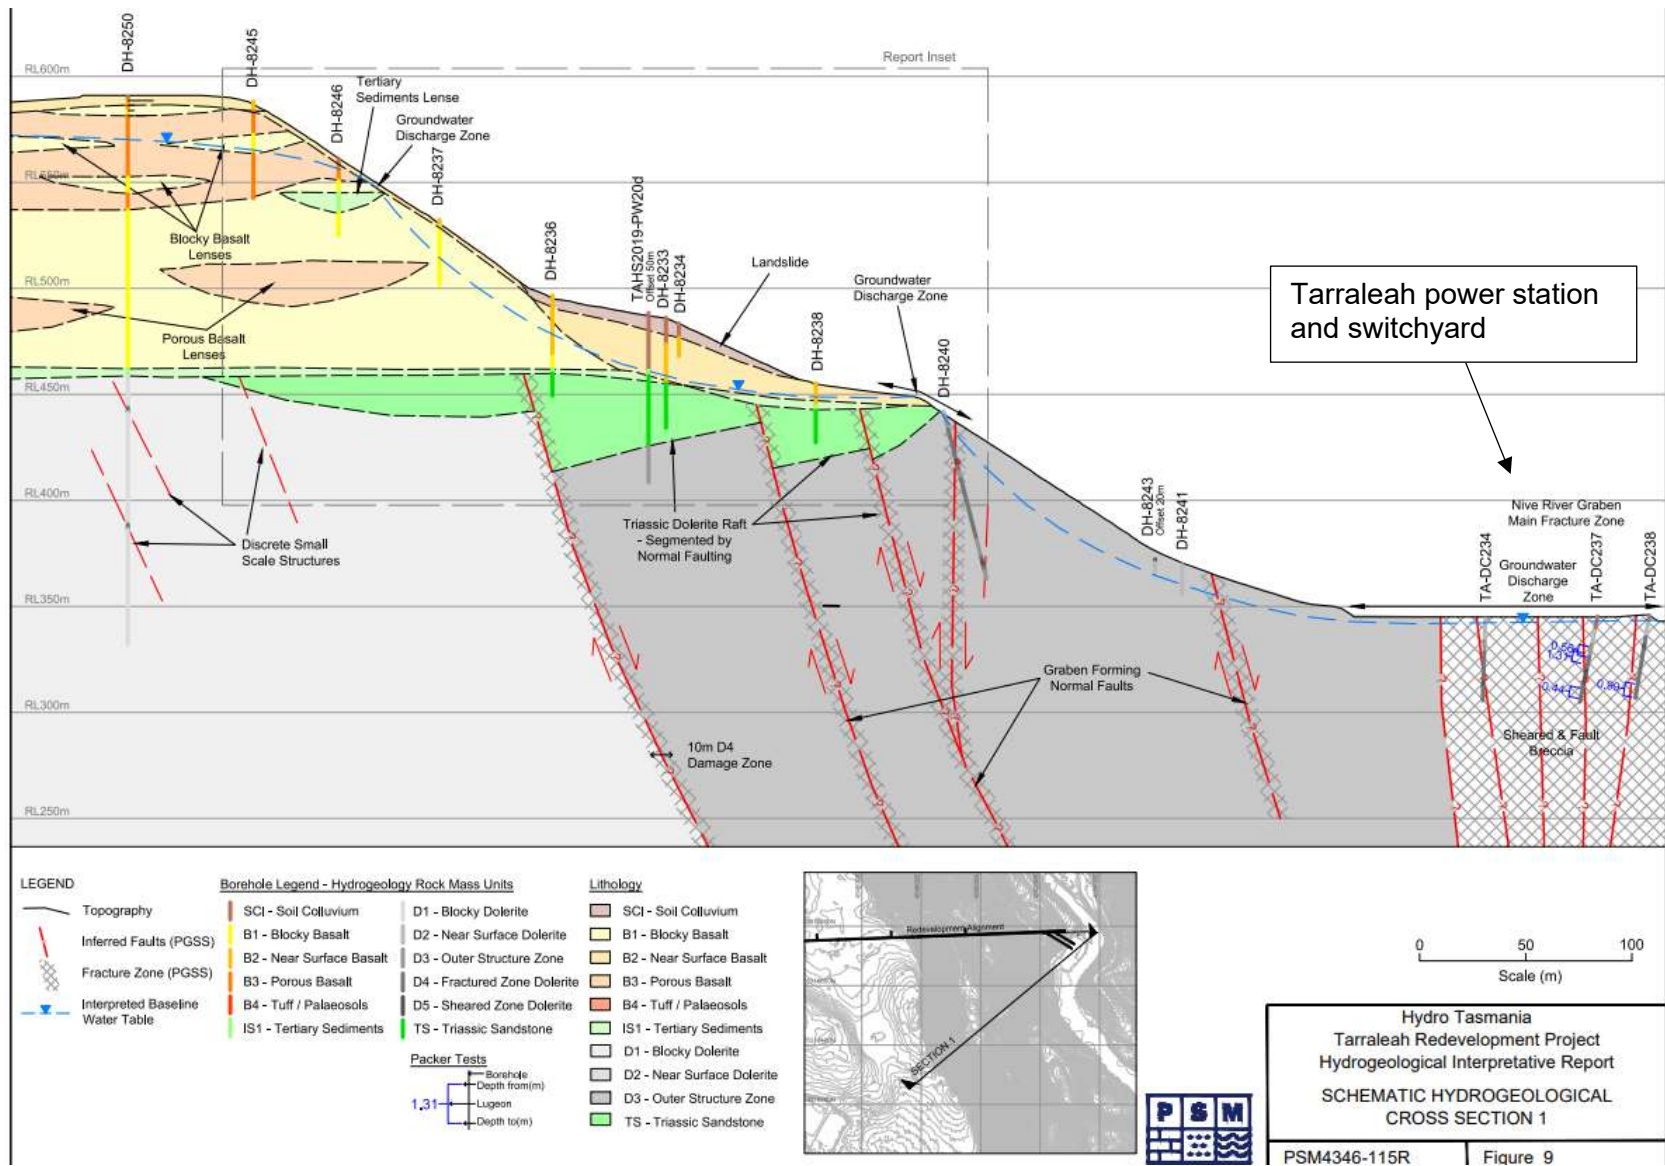 DH-8250
DH-8245
DH-8246
DH-8237
DH-8236
TAHS2019-PW20d
Offset 50m
DH-8233
DH-8234
DH-8238
DH-8240
DH-8243
Offset 20m
DH-8241
TA-DC234
TA-DC237
TA-DC238
Report Inset
RL600m
RL550m
RL500m
RL450m
RL400m
RL350m
RL300m
RL250m
Tertiary
Sediments Lense
Groundwater
Discharge Zone
Blocky Basalt
Lenses
Porous Basalt
Lenses
Landslide
Groundwater
Discharge Zone
Tarraleah power station
and switchyard
Nive River Graben
Main Fracture Zone
Groundwater
Discharge
Zone
Discrete Small
Scale Structures
Triassic Dolerite Raft
- Segmented by
Normal Faulting
Graben Forming
Normal Faults
10m D4
Damage Zone
1.31
0.44
0.89
Sheared & Fault
Breccia
LEGEND
Topography
Inferred Faults (PGSS)
Fracture Zone (PGSS)
Interpreted Baseline
Water Table
Borehole Legend - Hydrogeology Rock Mass Units
SCI - Soil Colluvium
B1 - Blocky Basalt
B2 - Near Surface Basalt
B3 - Porous Basalt
B4 - Tuff / Palaeosols
IS1 - Tertiary Sediments
D1 - Blocky Dolerite
D2 - Near Surface Dolerite
D3 - Outer Structure Zone
D4 - Fractured Zone Dolerite
D5 - Sheared Zone Dolerite
TS - Triassic Sandstone
Packer Tests
Borehole
Depth from(m)
1.31
Lugeon
Depth to(m)
Lithology
SCI - Soil Colluvium
B1 - Blocky Basalt
B2 - Near Surface Basalt
B3 - Porous Basalt
B4 - Tuff / Palaeosols
IS1 - Tertiary Sediments
D1 - Blocky Dolerite
D2 - Near Surface Dolerite
D3 - Outer Structure Zone
TS - Triassic Sandstone
Redevelopment Alignment
SECTION 1
0 50 100
Scale (m)
PSM
Hydro Tasmania
Tarraleah Redevelopment Project
Hydrogeological Interpretative Report
SCHEMATIC HYDROGEOLOGICAL
CROSS SECTION 1
PSM4346-115R
Figure 9